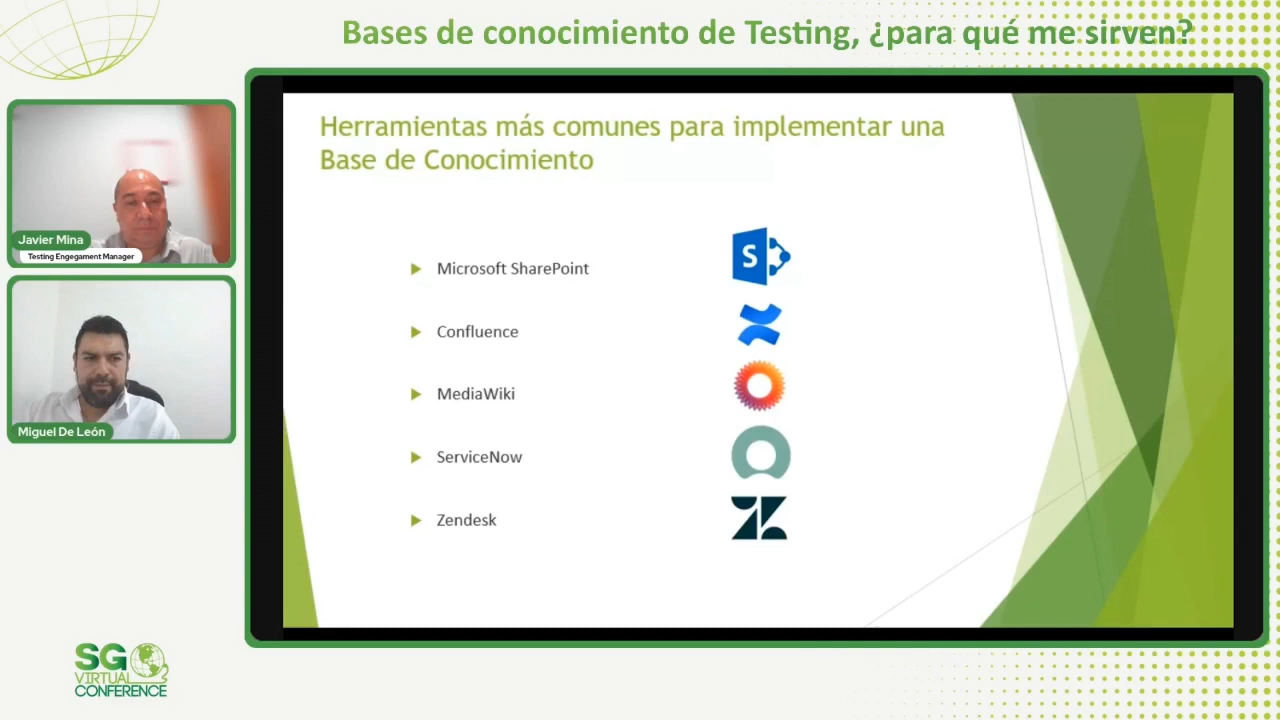 Bases de conocimiento de Testing, ¿para qué me sirven?
Javier Mina
Testing Engegament Manager
Miguel De León
Herramientas más comunes para implementar una
Base de Conocimiento
Microsoft SharePoint
S
Confluence
MediaWiki
ServiceNow
Zendesk
SG
VIRTUAL
CONFERENCE